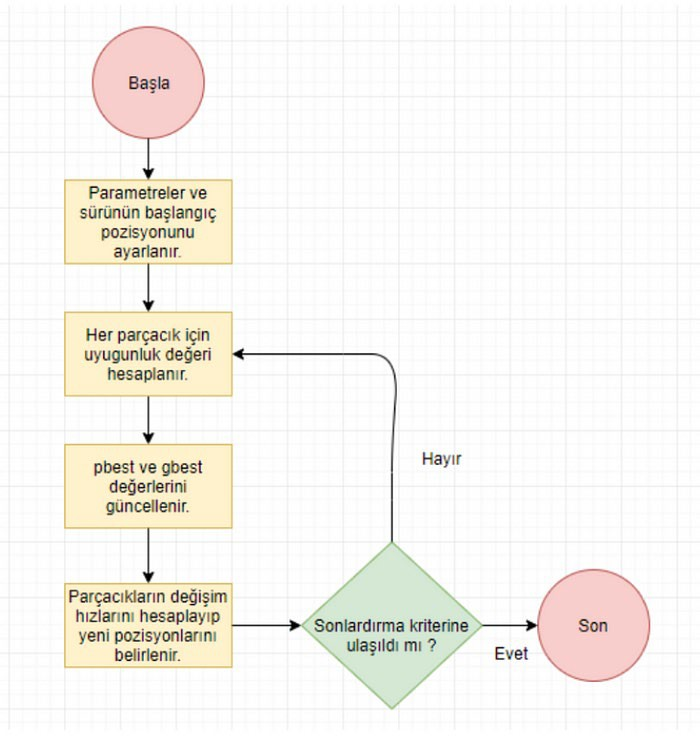 Başla
Parametreler ve
sürünün başlangıç
pozisyonunu
ayarlanır.
Her parçacık için
uyugunluk değeri
hesaplanır.
pbest ve gbest
değerlerini
güncellenir.
Parçacıkların değişim
hızlarını hesaplayıp
yeni pozisyonlarını
belirlenir.
Sonlardırma kriterine
ulaşıldı mı ?
Hayır
Evet
Son